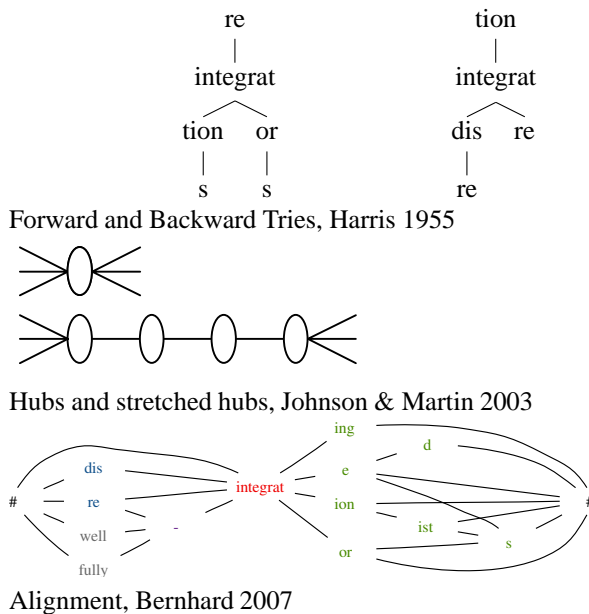 re tion
integrat integrat
tion or dis re
s s re
Forward and Backward Tries, Harris 1955
Hubs and stretched hubs, Johnson & Martin 2003
ing
d
dis
e
integrat
# re #
ion
well -
ist
s
or
fully
Alignment, Bernhard 2007